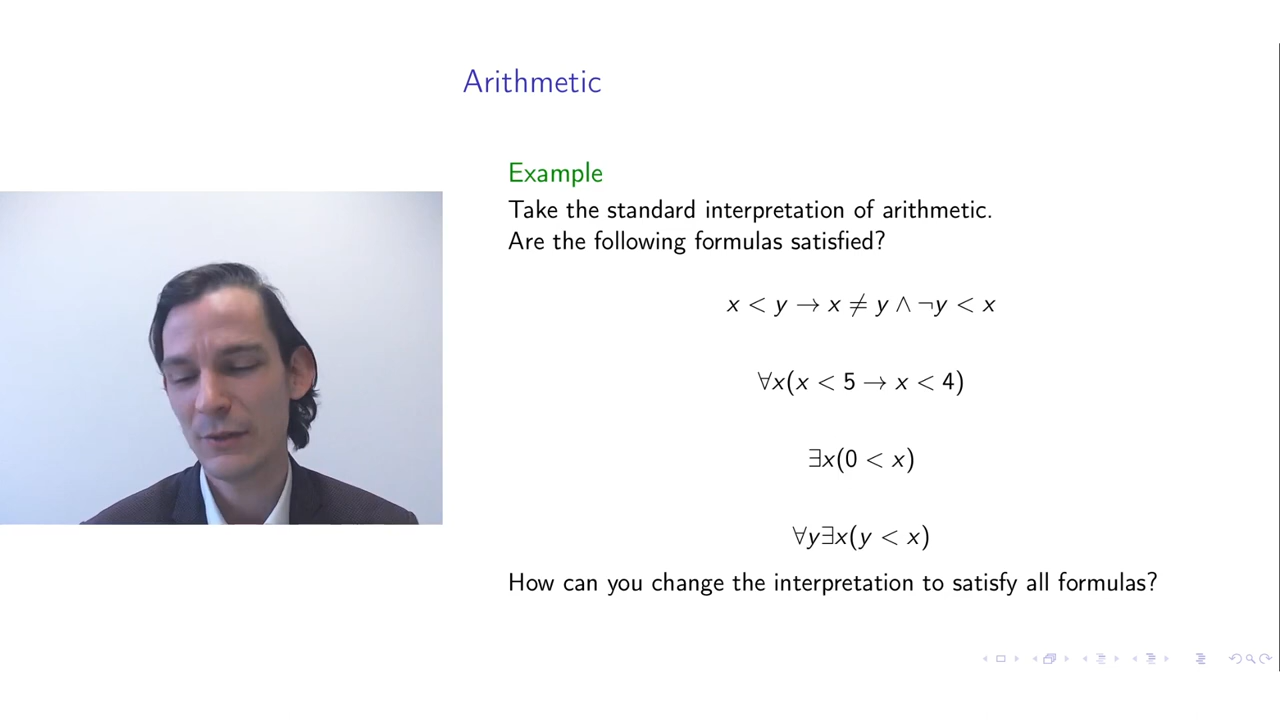 Arithmetic
Example
Take the standard interpretation of arithmetic.
Are the following formulas satisfied?
x < y → x ≠ y ∧ ¬y < x
∀x(x < 5 → x < 4)
∃x(0 < x)
∀y∃x(y < x)
How can you change the interpretation to satisfy all formulas?